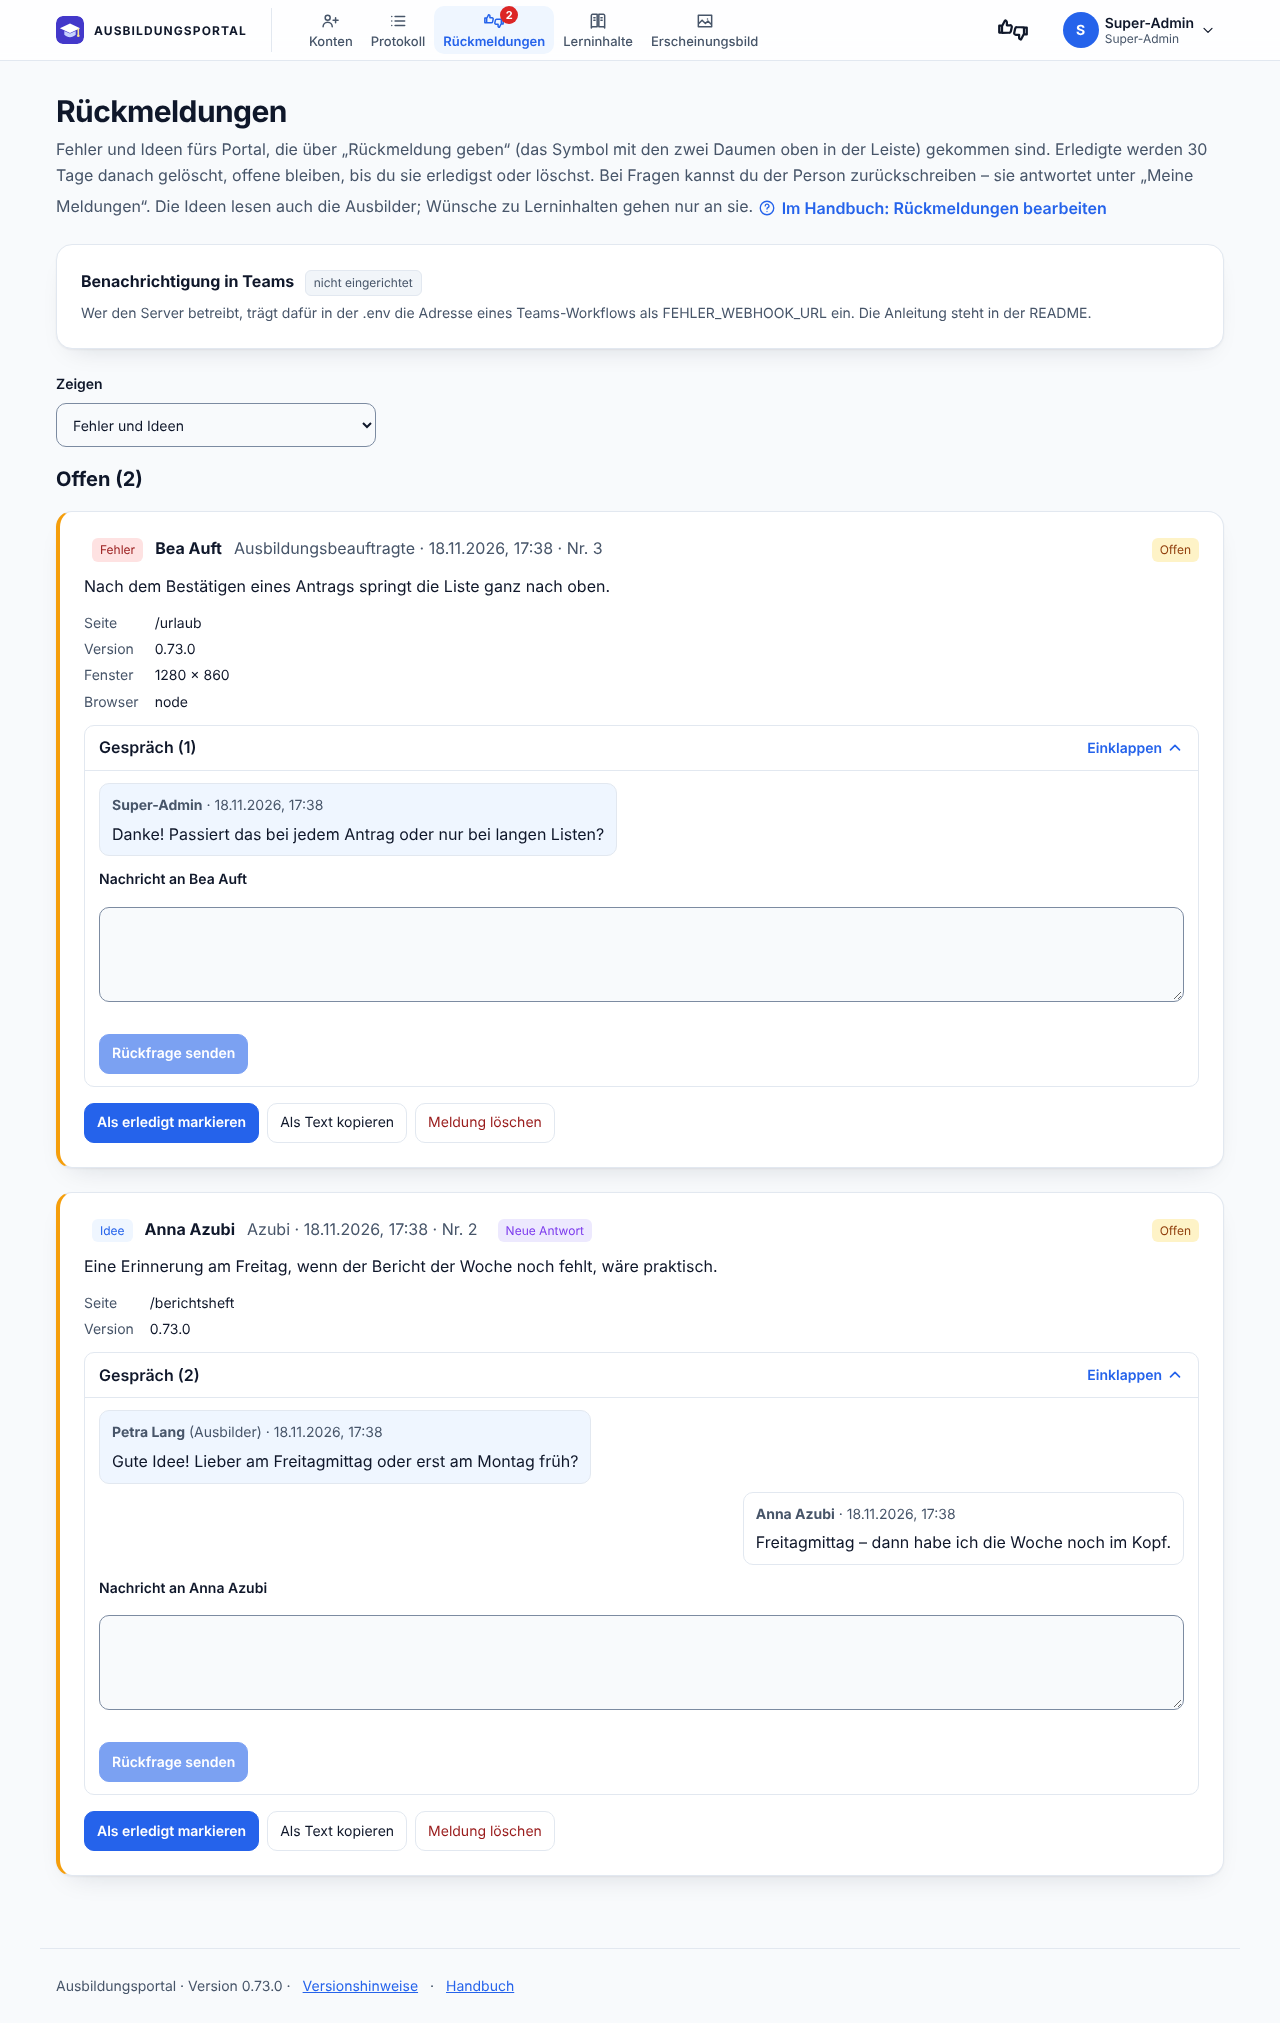 AUSBILDUNGSPORTAL
Konten
Protokoll
2
Rückmeldungen
Lerninhalte
Erscheinungsbild
S
Super-Admin
Super-Admin
Rückmeldungen
Fehler und Ideen fürs Portal, die über „Rückmeldung geben“ (das Symbol mit den zwei Daumen oben in der Leiste) gekommen sind. Erledigte werden 30
Tage danach gelöscht, offene bleiben, bis du sie erledigst oder löschst. Bei Fragen kannst du der Person zurückschreiben – sie antwortet unter „Meine
Meldungen“. Die Ideen lesen auch die Ausbilder; Wünsche zu Lerninhalten gehen nur an sie. Im Handbuch: Rückmeldungen bearbeiten
Benachrichtigung in Teams nicht eingerichtet
Wer den Server betreibt, trägt dafür in der .env die Adresse eines Teams-Workflows als FEHLER_WEBHOOK_URL ein. Die Anleitung steht in der README.
Zeigen
Fehler und Ideen
Offen (2)
Fehler Bea Auft Ausbildungsbeauftragte · 18.11.2026, 17:38 · Nr. 3 Offen
Nach dem Bestätigen eines Antrags springt die Liste ganz nach oben.
Seite /urlaub
Version 0.73.0
Fenster 1280 × 860
Browser node
Gespräch (1) Einklappen
Super-Admin · 18.11.2026, 17:38
Danke! Passiert das bei jedem Antrag oder nur bei langen Listen?
Nachricht an Bea Auft
Rückfrage senden
Als erledigt markieren Als Text kopieren Meldung löschen
Idee Anna Azubi Azubi · 18.11.2026, 17:38 · Nr. 2 Neue Antwort Offen
Eine Erinnerung am Freitag, wenn der Bericht der Woche noch fehlt, wäre praktisch.
Seite /berichtsheft
Version 0.73.0
Gespräch (2) Einklappen
Petra Lang (Ausbilder) · 18.11.2026, 17:38
Gute Idee! Lieber am Freitagmittag oder erst am Montag früh?
Anna Azubi · 18.11.2026, 17:38
Freitagmittag – dann habe ich die Woche noch im Kopf.
Nachricht an Anna Azubi
Rückfrage senden
Als erledigt markieren Als Text kopieren Meldung löschen
Ausbildungsportal · Version 0.73.0 · Versionshinweise · Handbuch